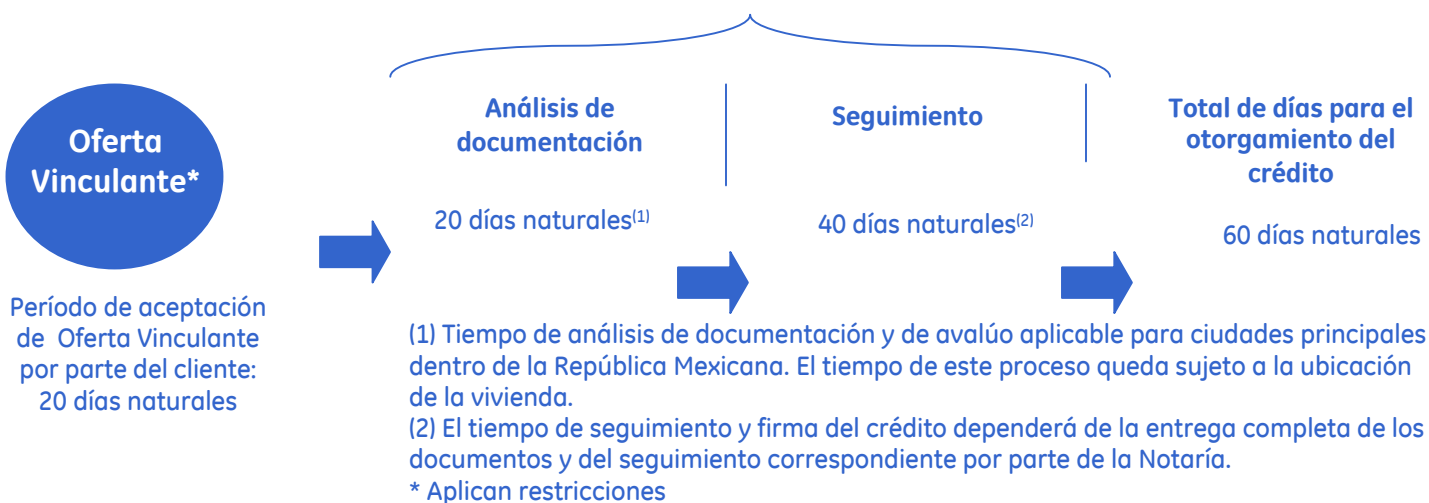 Oferta
Vinculante*
Período de aceptación
de Oferta Vinculante
por parte del cliente:
20 días naturales
Análisis de
documentación
20 días naturales(1)
Seguimiento
40 días naturales(2)
Total de días para el
otorgamiento del
crédito
60 días naturales
(1) Tiempo de análisis de documentación y de avalúo aplicable para ciudades principales
dentro de la República Mexicana. El tiempo de este proceso queda sujeto a la ubicación
de la vivienda.
(2) El tiempo de seguimiento y firma del crédito dependerá de la entrega completa de los
documentos y del seguimiento correspondiente por parte de la Notaría.
* Aplican restricciones